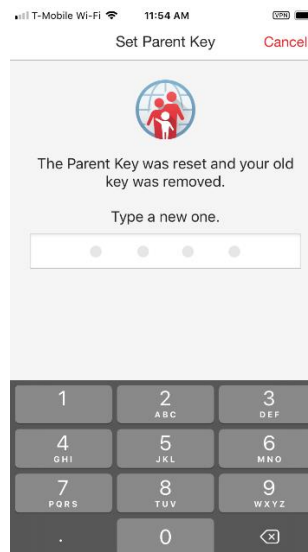 T-Mobile Wi-Fi 11:54 AM VPN
Set Parent Key Cancel
The Parent Key was reset and your old
key was removed.
Type a new one.
1 2 3
ABC DEF
4 5 6
GHI JKL MNO
7 8 9
PQRS TUV WXYZ
. 0